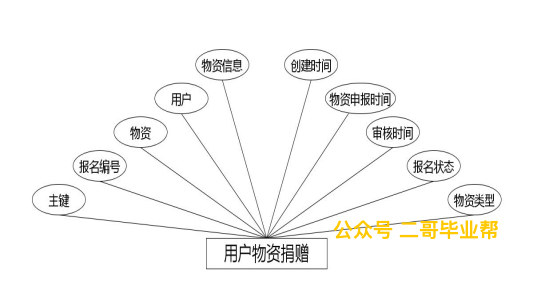 物资信息
创建时间
用户
物资申报时间
物资
审核时间
报名编号
报名状态
主键
物资类型
公众号 二哥毕业帮
用户物资捐赠